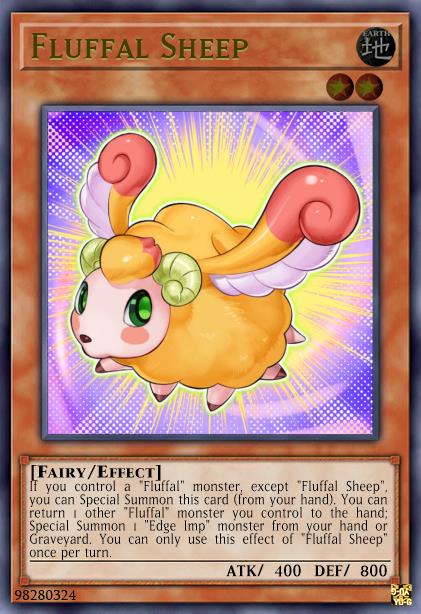 Fluffal Sheep
EARTH
地
[Fairy/Effect]
If you control a "Fluffal" monster, except "Fluffal Sheep",
you can Special Summon this card (from your hand). You can
return 1 other "Fluffal" monster you control to the hand;
Special Summon 1 "Edge Imp" monster from your hand or
Graveyard. You can only use this effect of "Fluffal Sheep"
once per turn.
ATK/ 400 DEF/ 800
98280324